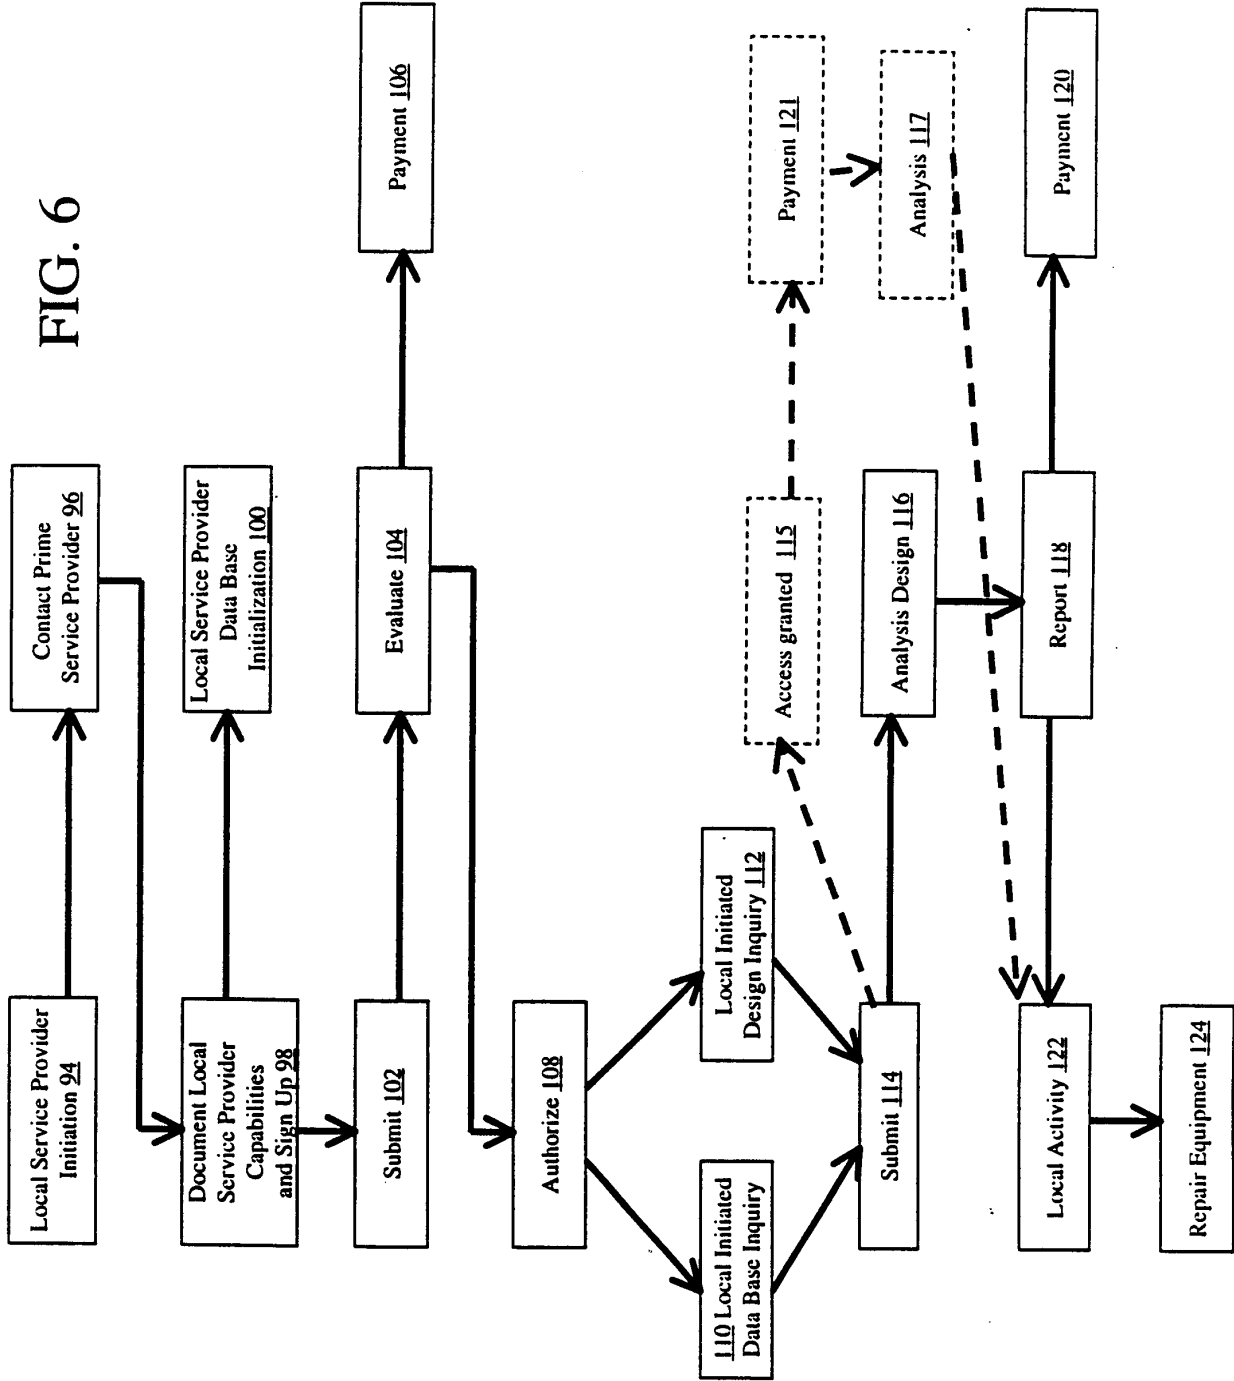 FIG. 6
Local Service Provider
Initiation 94
Contact Prime
Service Provider 96
Document Local
Service Provider
Capabilities
and Sign Up 98
Local Service Provider
Data Base
Initialization 100
Submit 102
Evaluate 104
Payment 106
Authorize 108
110 Local Initiated
Data Base Inquiry
Local Initiated
Design Inquiry 112
Submit 114
Access granted 115
Payment 121
Analysis Design 116
Analysis 117
Local Activity 122
Report 118
Payment 120
Repair Equipment 124